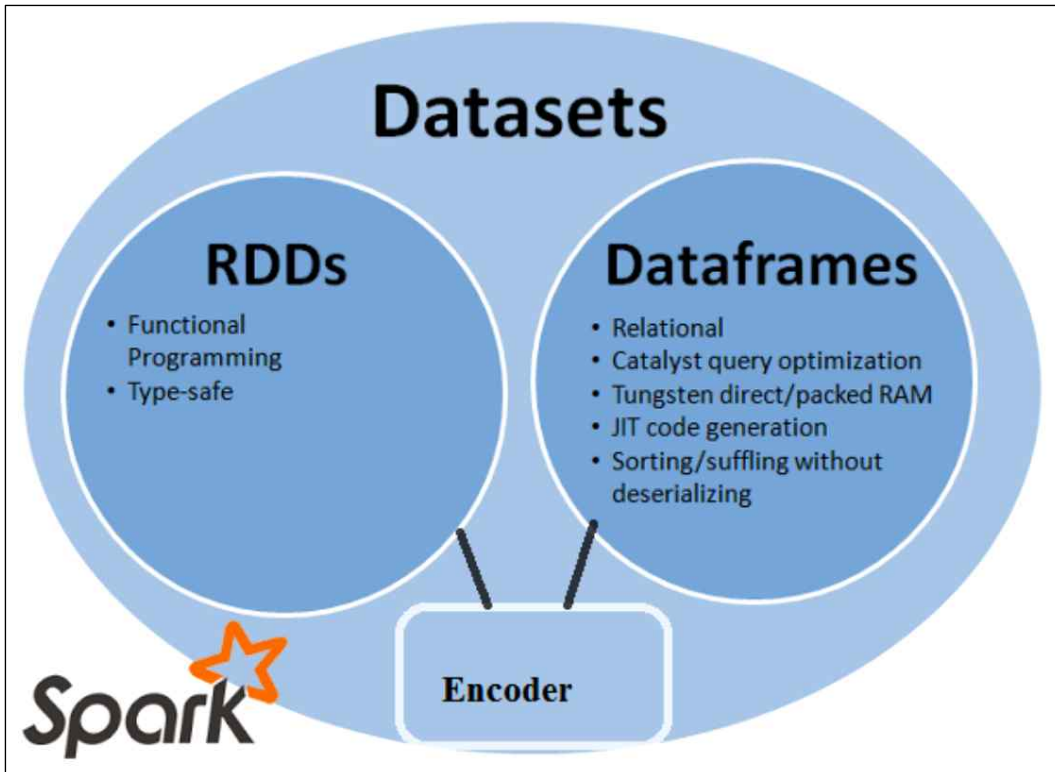 Datasets
RDDs
• Functional
Programming
• Type-safe
Dataframes
• Relational
• Catalyst query optimization
• Tungsten direct/packed RAM
• JIT code generation
• Sorting/suffling without
deserializing
Encoder
Spark